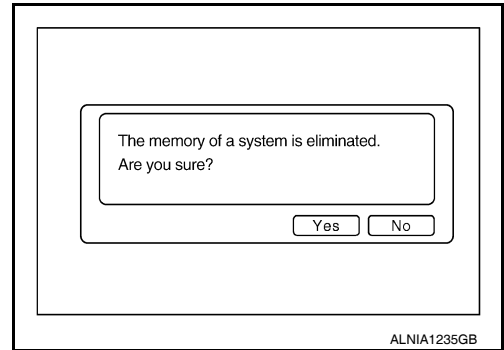 The memory of a system is eliminated.
Are you sure?
Yes No
ALNIA1235GB